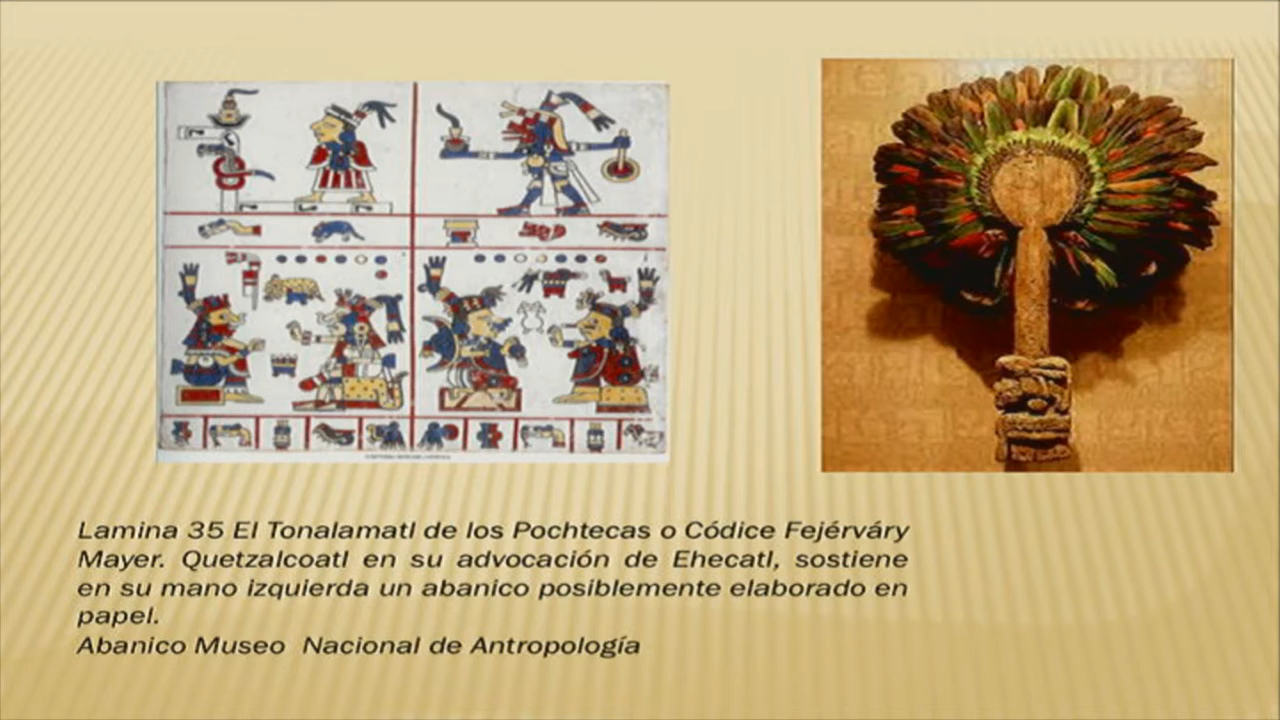 Lamina 35 El Tonalamatl de los Pochtecas o Códice Fejérváry
Mayer. Quetzalcoatl en su advocación de Ehecatl, sostiene
en su mano izquierda un abanico posiblemente elaborado en
papel.
Abanico Museo Nacional de Antropología